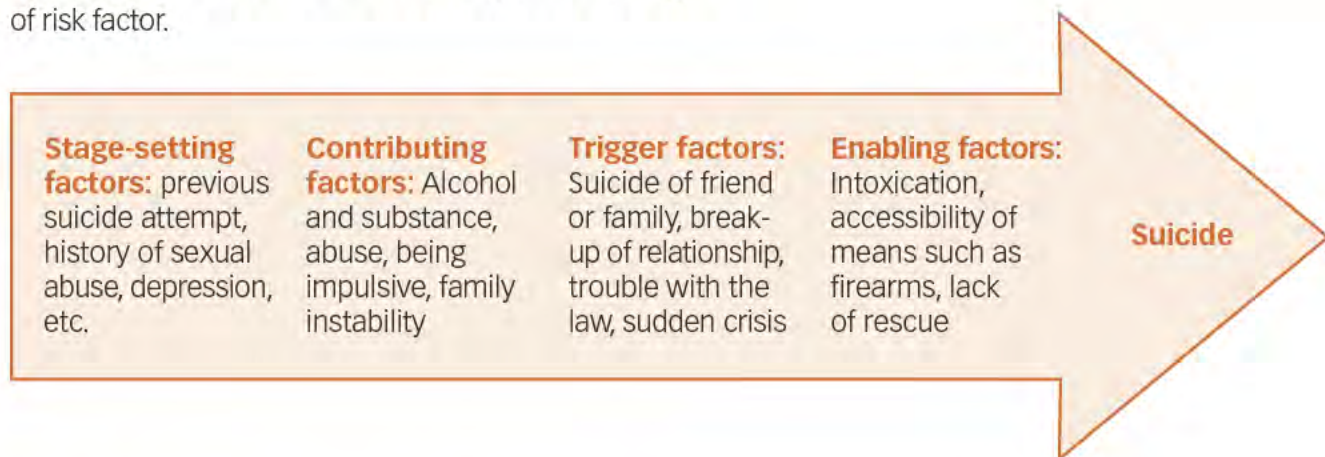 of risk factor.
Stage-setting
factors: previous
suicide attempt,
history of sexual
abuse, depression,
etc.
Contributing
factors: Alcohol
and substance,
abuse, being
impulsive, family
instability
Trigger factors:
Suicide of friend
or family, break-
up of relationship,
trouble with the
law, sudden crisis
Enabling factors:
Intoxication,
accessibility of
means such as
firearms, lack
of rescue
Suicide